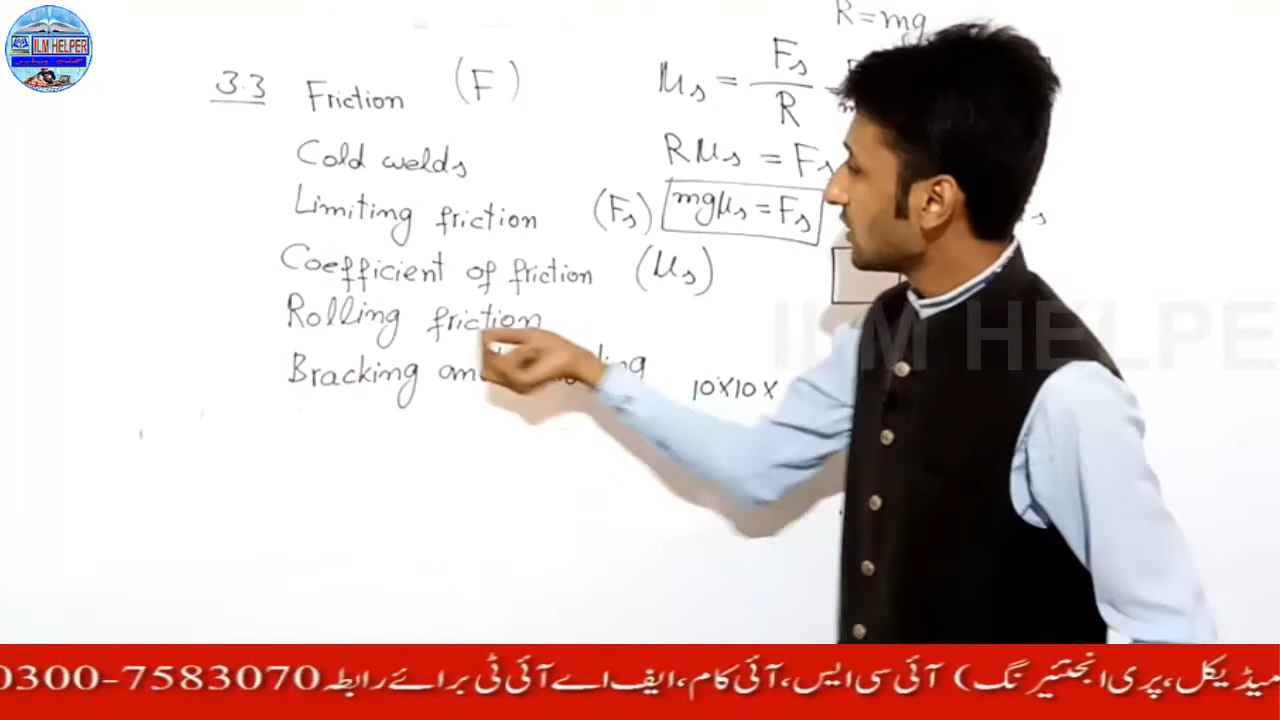 ILM HELPER
R = mg
3.3 Friction (F)
μs = Fs / R
Cold welds
Rμs = Fs
Limiting friction (Fs)
mgμs = Fs
Coefficient of friction (μs)
Rolling friction
Bracking
10×10×
ILM HELPE
میڈیکل، پری انجنئیرنگ) آئی سی ایس، آئی کام، ایف اے آئی ٹی برائے رابطہ 0300-7583070